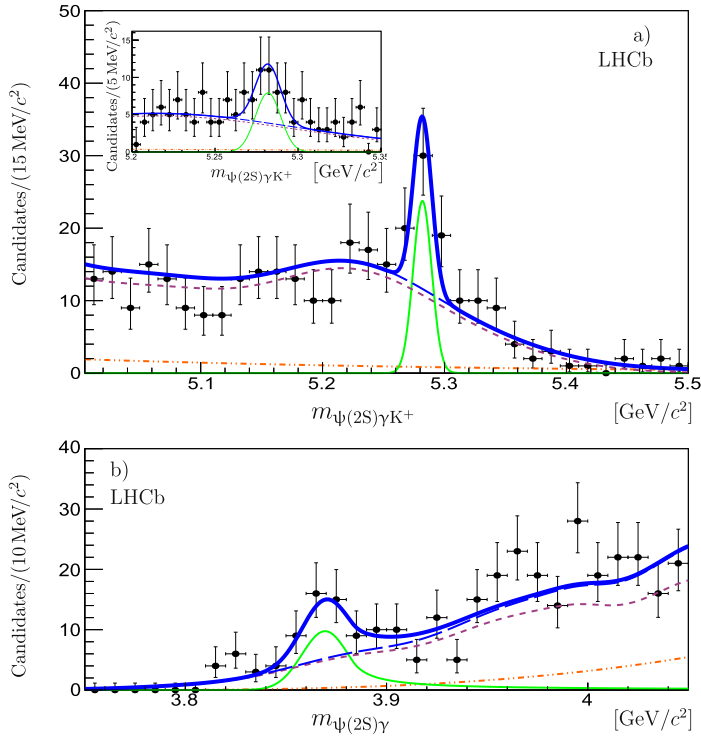 50
a)
LHCb
Candidates/(15 MeV/c²)
40
30
20
10
0
5.1
5.2
5.3
5.4
5.5
m_ψ(2S)γK⁺
[GeV/c²]
Candidates/(5 MeV/c²)
15
10
5
0
5.2
5.25
5.3
5.35
m_ψ(2S)γK⁺
[GeV/c²]
40
b)
LHCb
Candidates/(10 MeV/c²)
30
20
10
0
3.8
3.9
4
m_ψ(2S)γ
[GeV/c²]